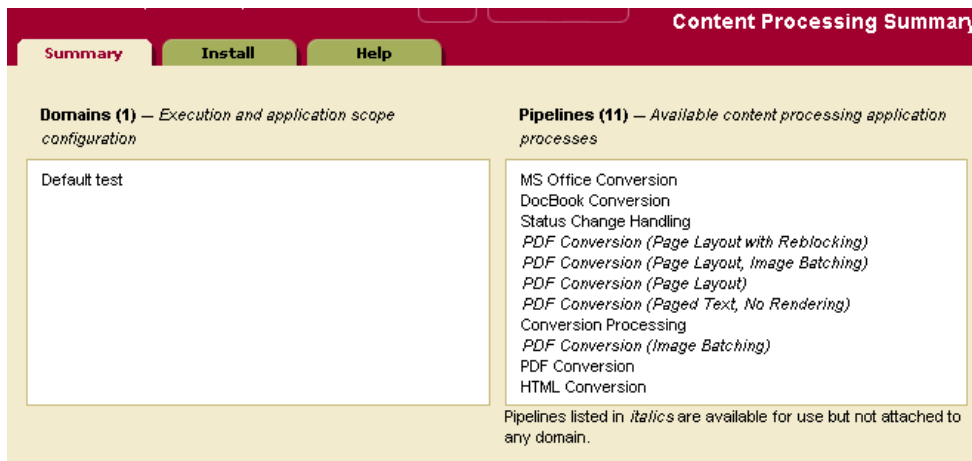 Content Processing Summary
Summary
Install
Help
Domains (1) — Execution and application scope
configuration
Default test
Pipelines (11) — Available content processing application
processes
MS Office Conversion
DocBook Conversion
Status Change Handling
PDF Conversion (Page Layout with Reblocking)
PDF Conversion (Page Layout, Image Batching)
PDF Conversion (Page Layout)
PDF Conversion (Paged Text, No Rendering)
Conversion Processing
PDF Conversion (Image Batching)
PDF Conversion
HTML Conversion
Pipelines listed in italics are available for use but not attached to
any domain.